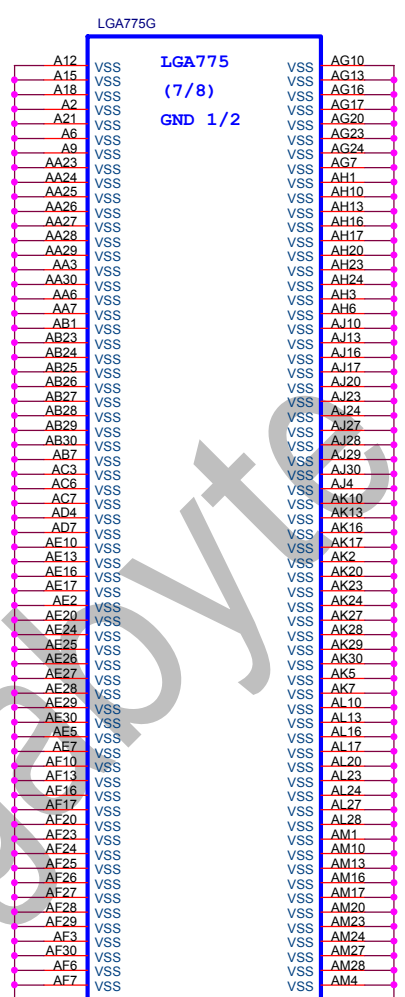 LGA775G
A12 VSS LGA775 VSS AG10
A15 VSS VSS AG13
A18 VSS (7/8) VSS AG16
A2 VSS VSS AG17
A21 VSS GND 1/2 VSS AG20
A6 VSS VSS AG23
A9 VSS VSS AG24
AA23 VSS VSS AG7
AA24 VSS VSS AH1
AA25 VSS VSS AH10
AA26 VSS VSS AH13
AA27 VSS VSS AH16
AA28 VSS VSS AH17
AA29 VSS VSS AH20
AA3 VSS VSS AH23
AA30 VSS VSS AH24
AA6 VSS VSS AH3
AA7 VSS VSS AH6
AB1 VSS VSS AJ10
AB23 VSS VSS AJ13
AB24 VSS VSS AJ16
AB25 VSS VSS AJ17
AB26 VSS VSS AJ20
AB27 VSS VSS AJ23
AB28 VSS VSS AJ24
AB29 VSS VSS AJ27
AB30 VSS VSS AJ28
AB7 VSS VSS AJ29
AC3 VSS VSS AJ30
AC6 VSS VSS AJ4
AC7 VSS VSS AK10
AD4 VSS VSS AK13
AD7 VSS VSS AK16
AE10 VSS VSS AK17
AE13 VSS VSS AK2
AE16 VSS VSS AK20
AE17 VSS VSS AK23
AE2 VSS VSS AK24
AE20 VSS VSS AK27
AE24 VSS VSS AK28
AE25 VSS VSS AK29
AE26 VSS VSS AK30
AE27 VSS VSS AK5
AE28 VSS VSS AK7
AE29 VSS VSS AL10
AE30 VSS VSS AL13
AE5 VSS VSS AL16
AE7 VSS VSS AL17
AF10 VSS VSS AL20
AF13 VSS VSS AL23
AF16 VSS VSS AL24
AF17 VSS VSS AL27
AF20 VSS VSS AL28
AF23 VSS VSS AM1
AF24 VSS VSS AM10
AF25 VSS VSS AM13
AF26 VSS VSS AM16
AF27 VSS VSS AM17
AF28 VSS VSS AM20
AF29 VSS VSS AM23
AF3 VSS VSS AM24
AF30 VSS VSS AM27
AF6 VSS VSS AM28
AF7 VSS VSS AM4
gabyte